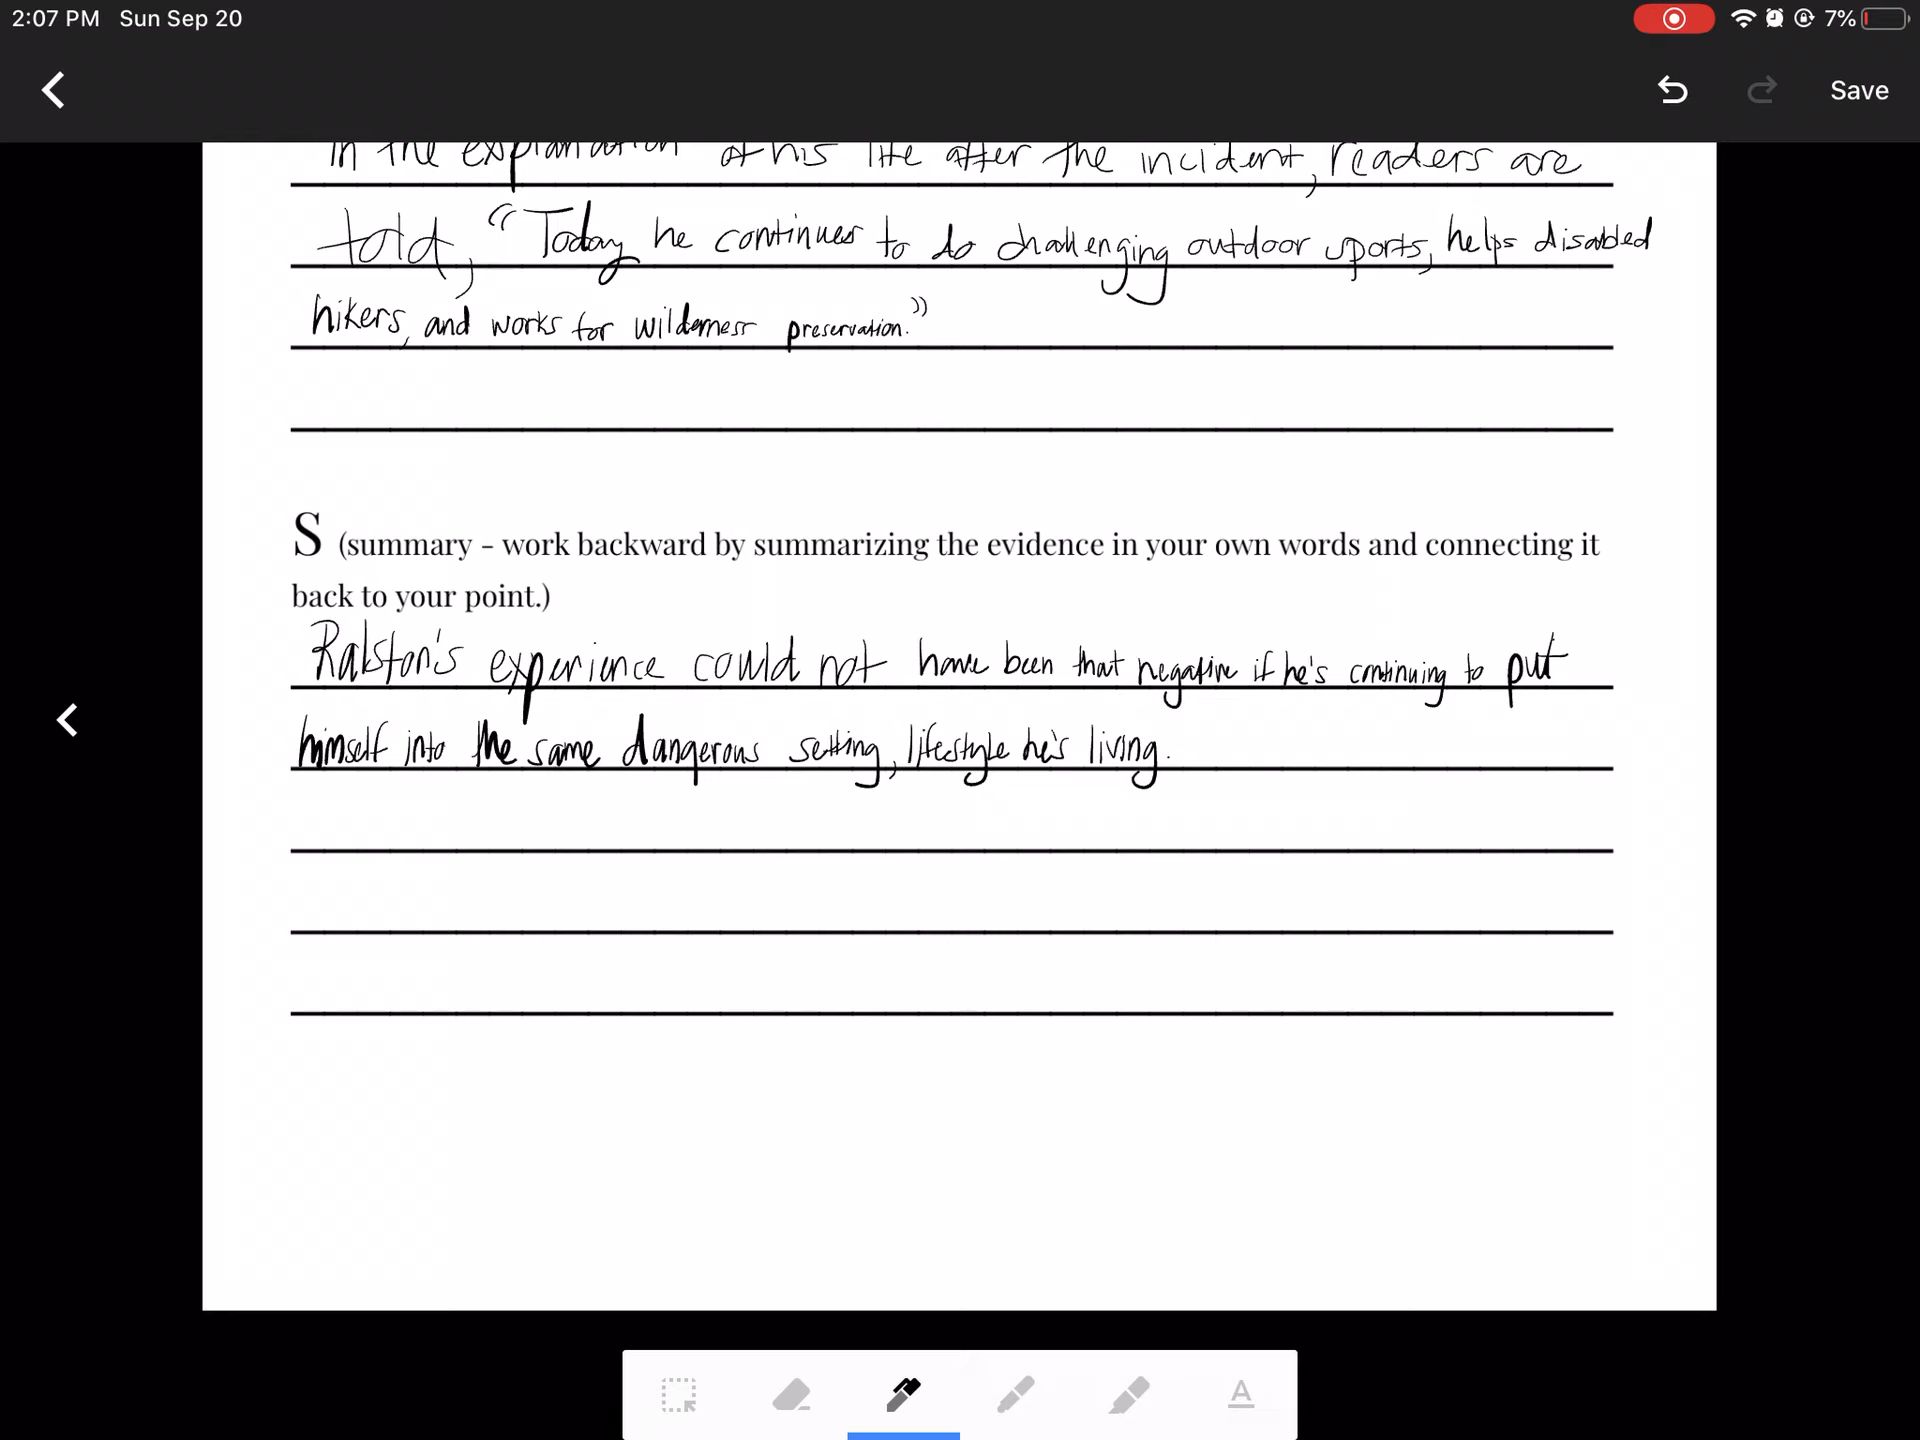 2:07 PM Sun Sep 20 7%
Save
In the explanation of his life after the incident, readers are
told, "Today he continues to do challenging outdoor sports, helps disabled
hikers, and works for wilderness preservation."
S (summary - work backward by summarizing the evidence in your own words and connecting it
back to your point.)
Ralston's experience could not have been that negative if he's continuing to put
himself into the same dangerous setting, lifestyle he's living.
A